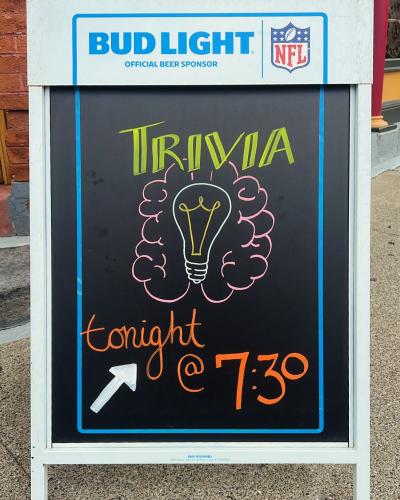 BUD LIGHT
OFFICIAL BEER SPONSOR
NFL
TRIVIA
tonight
@ 7:30